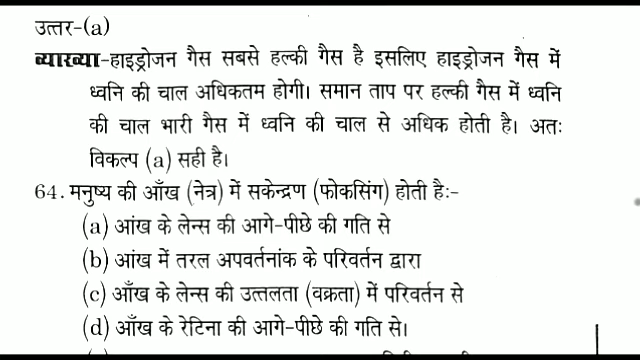 उत्तर-(a)
व्याख्या-हाइड्रोजन गैस सबसे हल्की गैस है इसलिए हाइड्रोजन गैस में
ध्वनि की चाल अधिकतम होगी। समान ताप पर हल्की गैस में ध्वनि
की चाल भारी गैस में ध्वनि की चाल से अधिक होती है। अतः
विकल्प (a) सही है।
64. मनुष्य की आँख (नेत्र) में सकेन्द्रण (फोकसिंग) होती हैः-
(a) आंख के लेन्स की आगे-पीछे की गति से
(b) आंख में तरल अपवर्तनांक के परिवर्तन द्वारा
(c) आँख के लेन्स की उत्तलता (वक्रता) में परिवर्तन से
(d) आँख के रेटिना की आगे-पीछे की गति से।